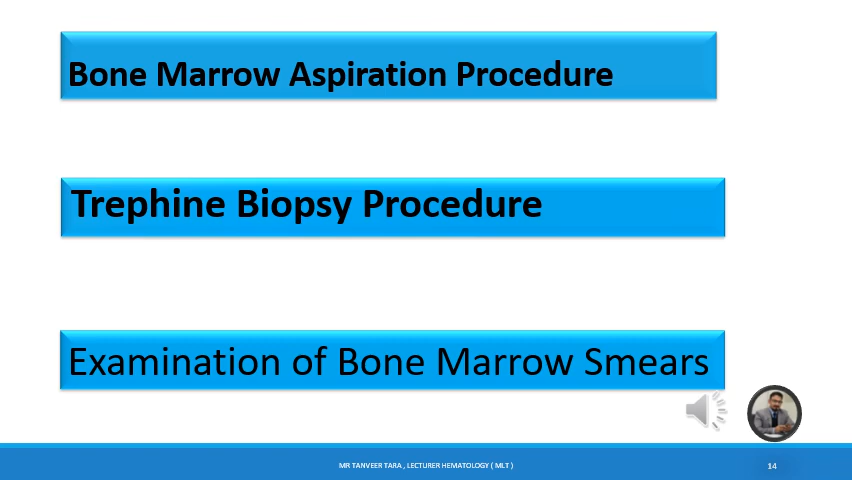 Bone Marrow Aspiration Procedure
Trephine Biopsy Procedure
Examination of Bone Marrow Smears
MR TANVEER TARA , LECTURER HEMATOLOGY ( MLT )
14